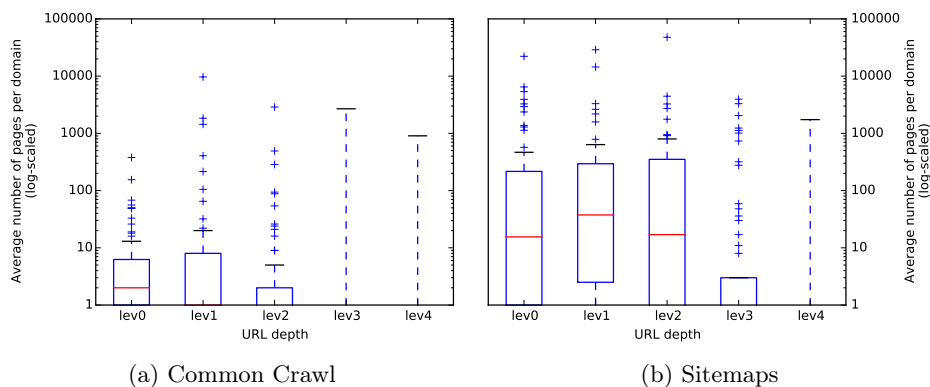 100000
10000
1000
100
10
1
Average number of pages per domain
(log-scaled)
lev0 lev1 lev2 lev3 lev4
URL depth
(a) Common Crawl
100000
10000
1000
100
10
1
Average number of pages per domain
(log-scaled)
lev0 lev1 lev2 lev3 lev4
URL depth
(b) Sitemaps